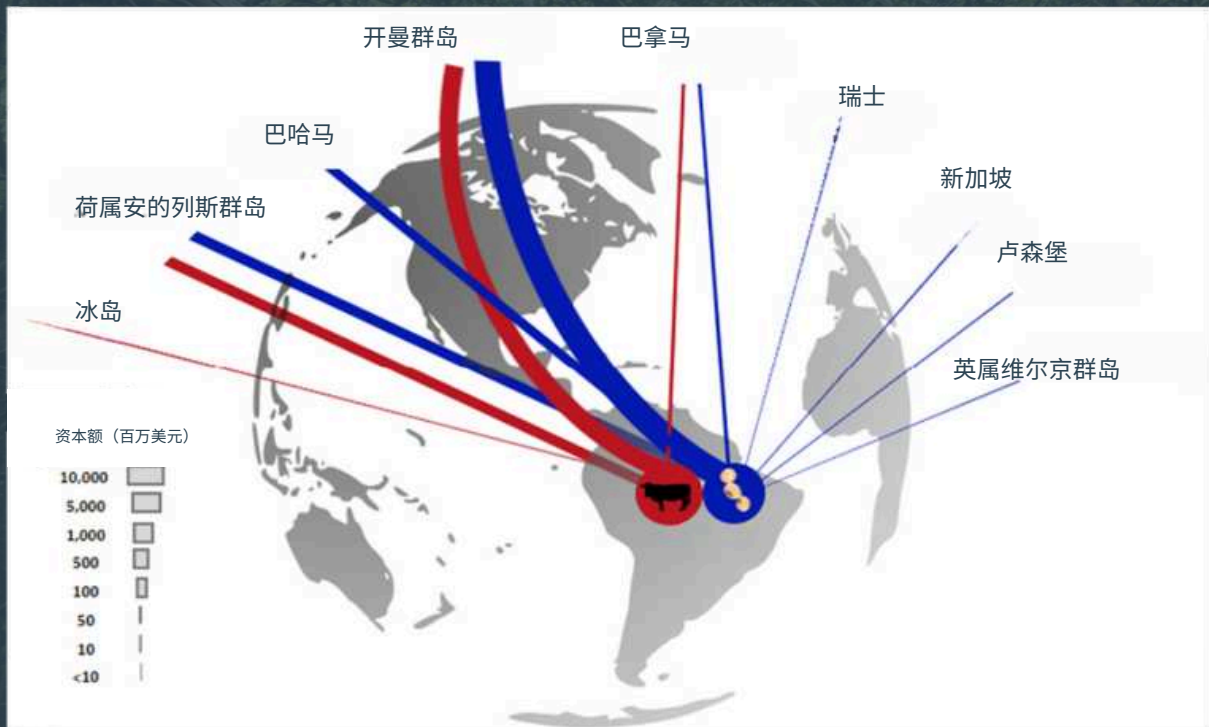 开曼群岛
巴拿马
瑞士
巴哈马
新加坡
荷属安的列斯群岛
卢森堡
冰岛
英属维尔京群岛
资本额（百万美元）
10,000
5,000
1,000
500
100
50
10
<10